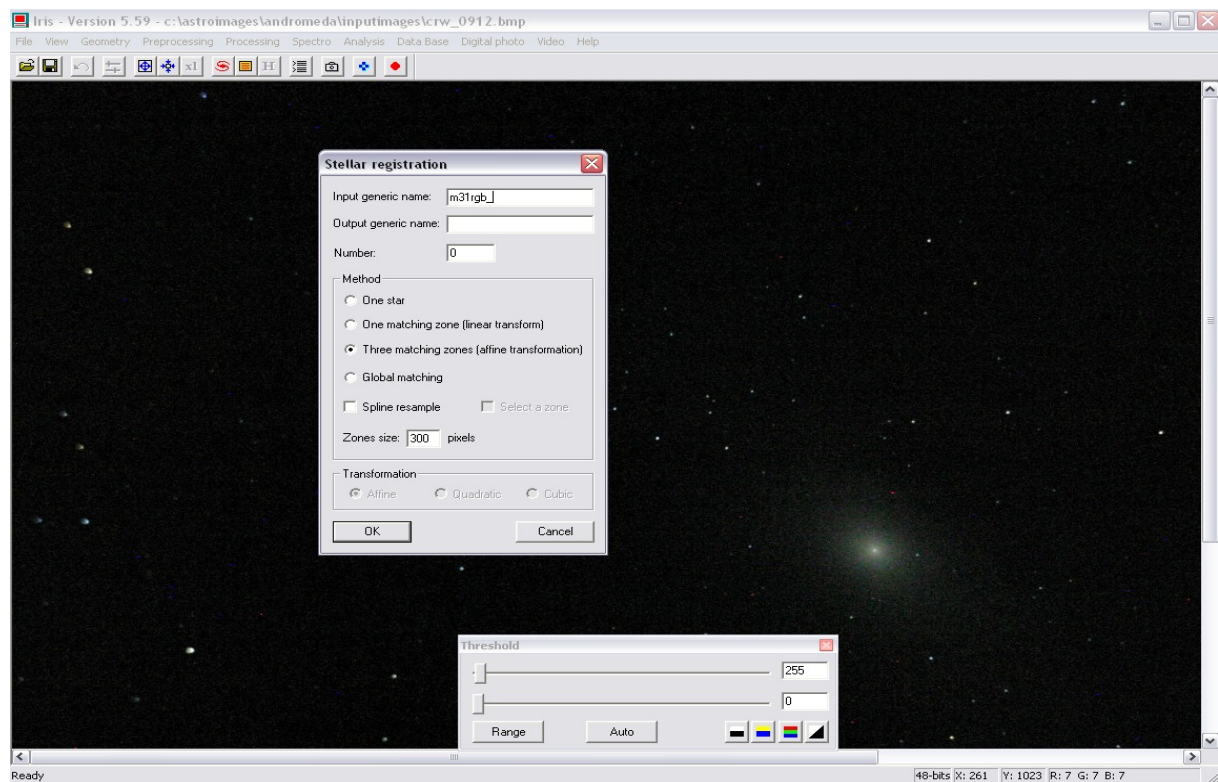 Iris - Version 5.59 - c:\astroimages\andromeda\inputimages\crw_0912.bmp
File View Geometry Preprocessing Processing Spectro Analysis Data Base Digital photo Video Help
x1 H
Stellar registration
Input generic name: m31rgb_
Output generic name:
Number: 0
Method
One star
One matching zone (linear transform)
Three matching zones (affine transformation)
Global matching
Spline resample Select a zone
Zones size: 300 pixels
Transformation
Affine Quadratic Cubic
OK Cancel
Threshold
255
0
Range Auto
Ready 48-bits X: 261 Y: 1023 R: 7 G: 7 B: 7